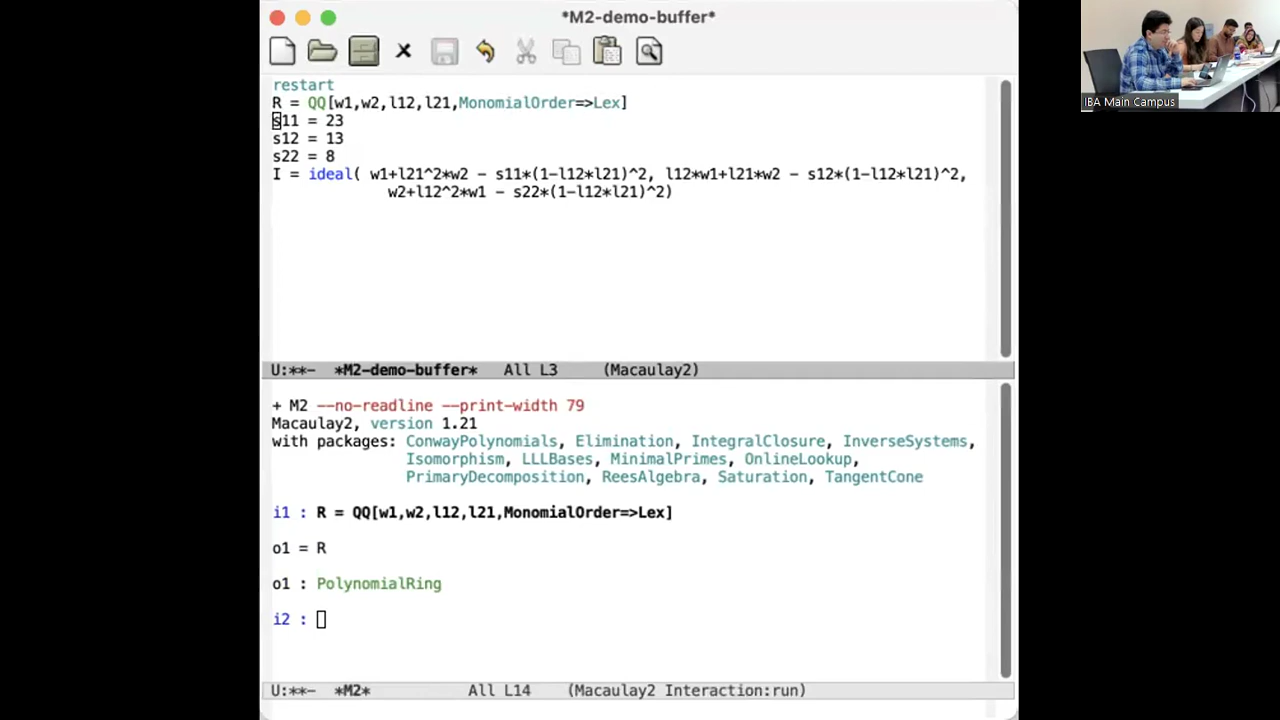 *M2-demo-buffer*
restart
R = QQ[w1,w2,l12,l21,MonomialOrder=>Lex]
s11 = 23
s12 = 13
s22 = 8
I = ideal( w1+l21^2*w2 - s11*(1-l12*l21)^2, l12*w1+l21*w2 - s12*(1-l12*l21)^2,
w2+l12^2*w1 - s22*(1-l12*l21)^2)
U:**-  *M2-demo-buffer*   All L3     (Macaulay2)
+ M2 --no-readline --print-width 79
Macaulay2, version 1.21
with packages: ConwayPolynomials, Elimination, IntegralClosure, InverseSystems,
Isomorphism, LLLBases, MinimalPrimes, OnlineLookup,
PrimaryDecomposition, ReesAlgebra, Saturation, TangentCone
i1 : R = QQ[w1,w2,l12,l21,MonomialOrder=>Lex]
o1 = R
o1 : PolynomialRing
i2 :
U:**-  *M2*           All L14    (Macaulay2 Interaction:run)
IBA Main Campus